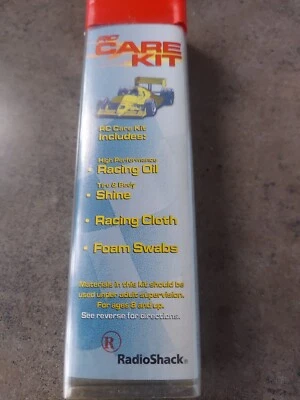 RC
CARE
KIT
RC Care Kit
includes:
High Performance
• Racing Oil
Tire & Body
• Shine
• Racing Cloth
• Foam Swabs
Materials in this kit should be
used under adult supervision.
For ages 8 and up.
See reverse for directions.
R
RadioShack®